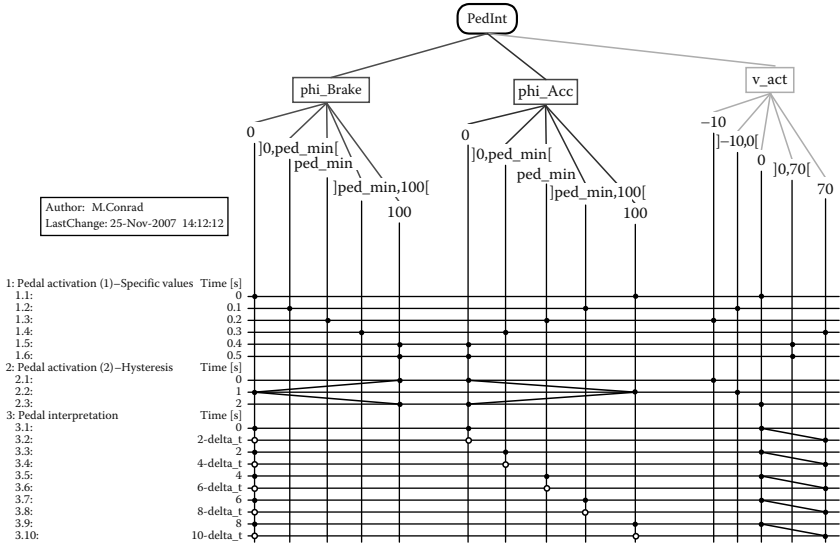 PedInt
phi_Brake
phi_Acc
v_act
0
]0,ped_min[
ped_min
]ped_min,100[
100
0
]0,ped_min[
ped_min
]ped_min,100[
100
−10
]−10,0[
0
]0,70[
70
Author: M.Conrad
LastChange: 25-Nov-2007 14:12:12
1: Pedal activation (1)–Specific values Time [s]
1.1: 0
1.2: 0.1
1.3: 0.2
1.4: 0.3
1.5: 0.4
1.6: 0.5
2: Pedal activation (2)–Hysteresis Time [s]
2.1: 0
2.2: 1
2.3: 2
3: Pedal interpretation Time [s]
3.1: 0
3.2: 2-delta_t
3.3: 2
3.4: 4-delta_t
3.5: 4
3.6: 6-delta_t
3.7: 6
3.8: 8-delta_t
3.9: 8
3.10: 10-delta_t